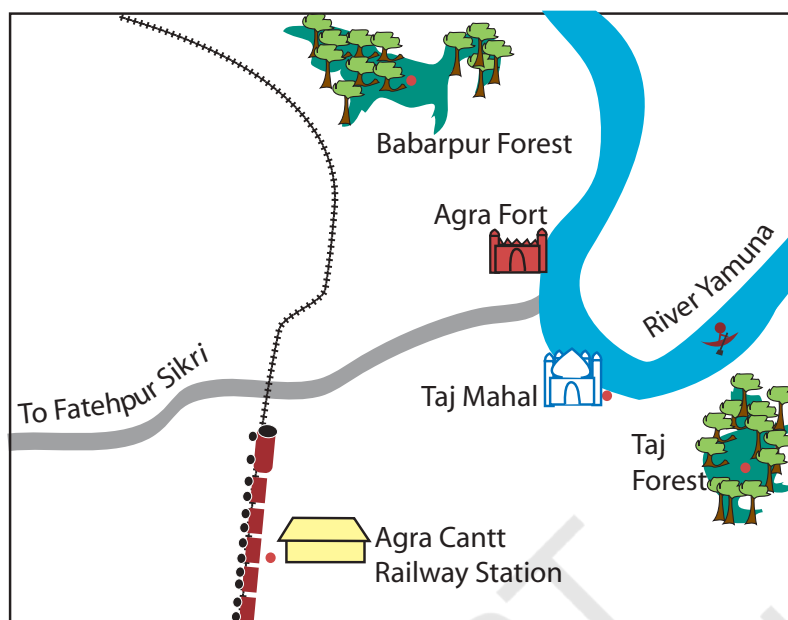 Babarpur Forest
Agra Fort
River Yamuna
To Fatehpur Sikri
Taj Mahal
Taj
Forest
Agra Cantt
Railway Station